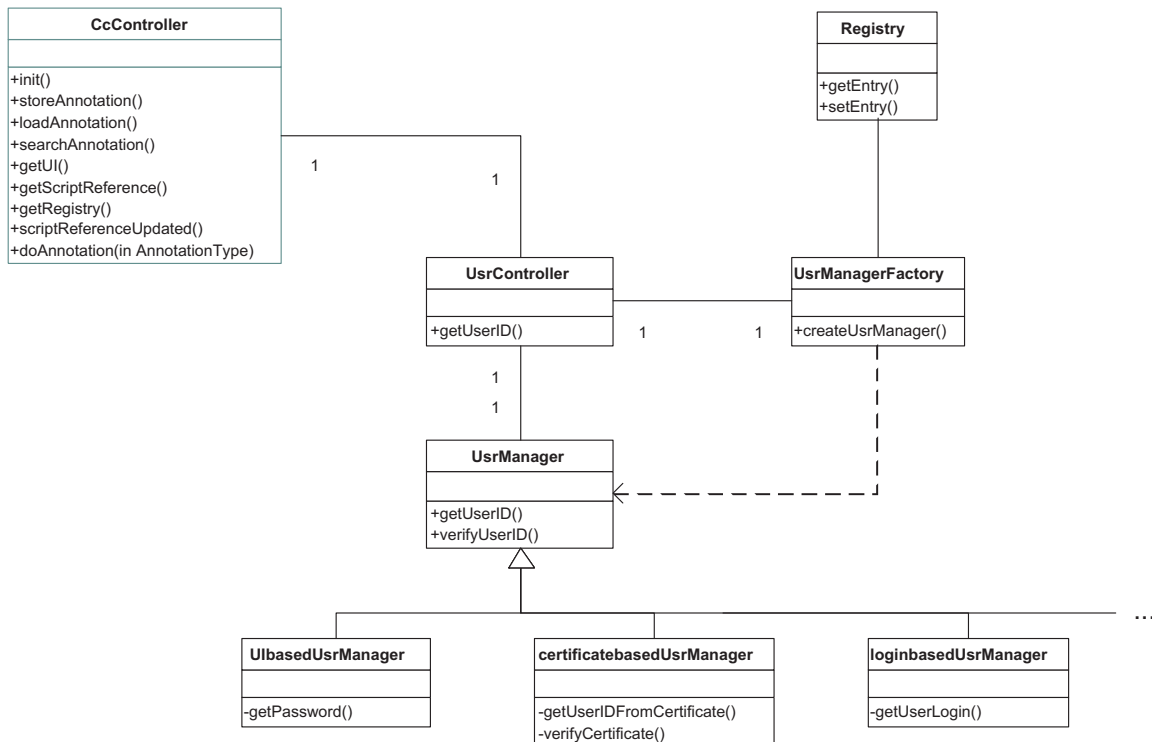 CcController
+init()
+storeAnnotation()
+loadAnnotation()
+searchAnnotation()
+getUI()
+getScriptReference()
+getRegistry()
+scriptReferenceUpdated()
+doAnnotation(in AnnotationType)
Registry
+getEntry()
+setEntry()
1
1
UsrController
+getUserID()
1
1
UsrManagerFactory
+createUsrManager()
1
1
UsrManager
+getUserID()
+verifyUserID()
...
UIbasedUsrManager
-getPassword()
certificatebasedUsrManager
-getUserIDFromCertificate()
-verifyCertificate()
loginbasedUsrManager
-getUserLogin()